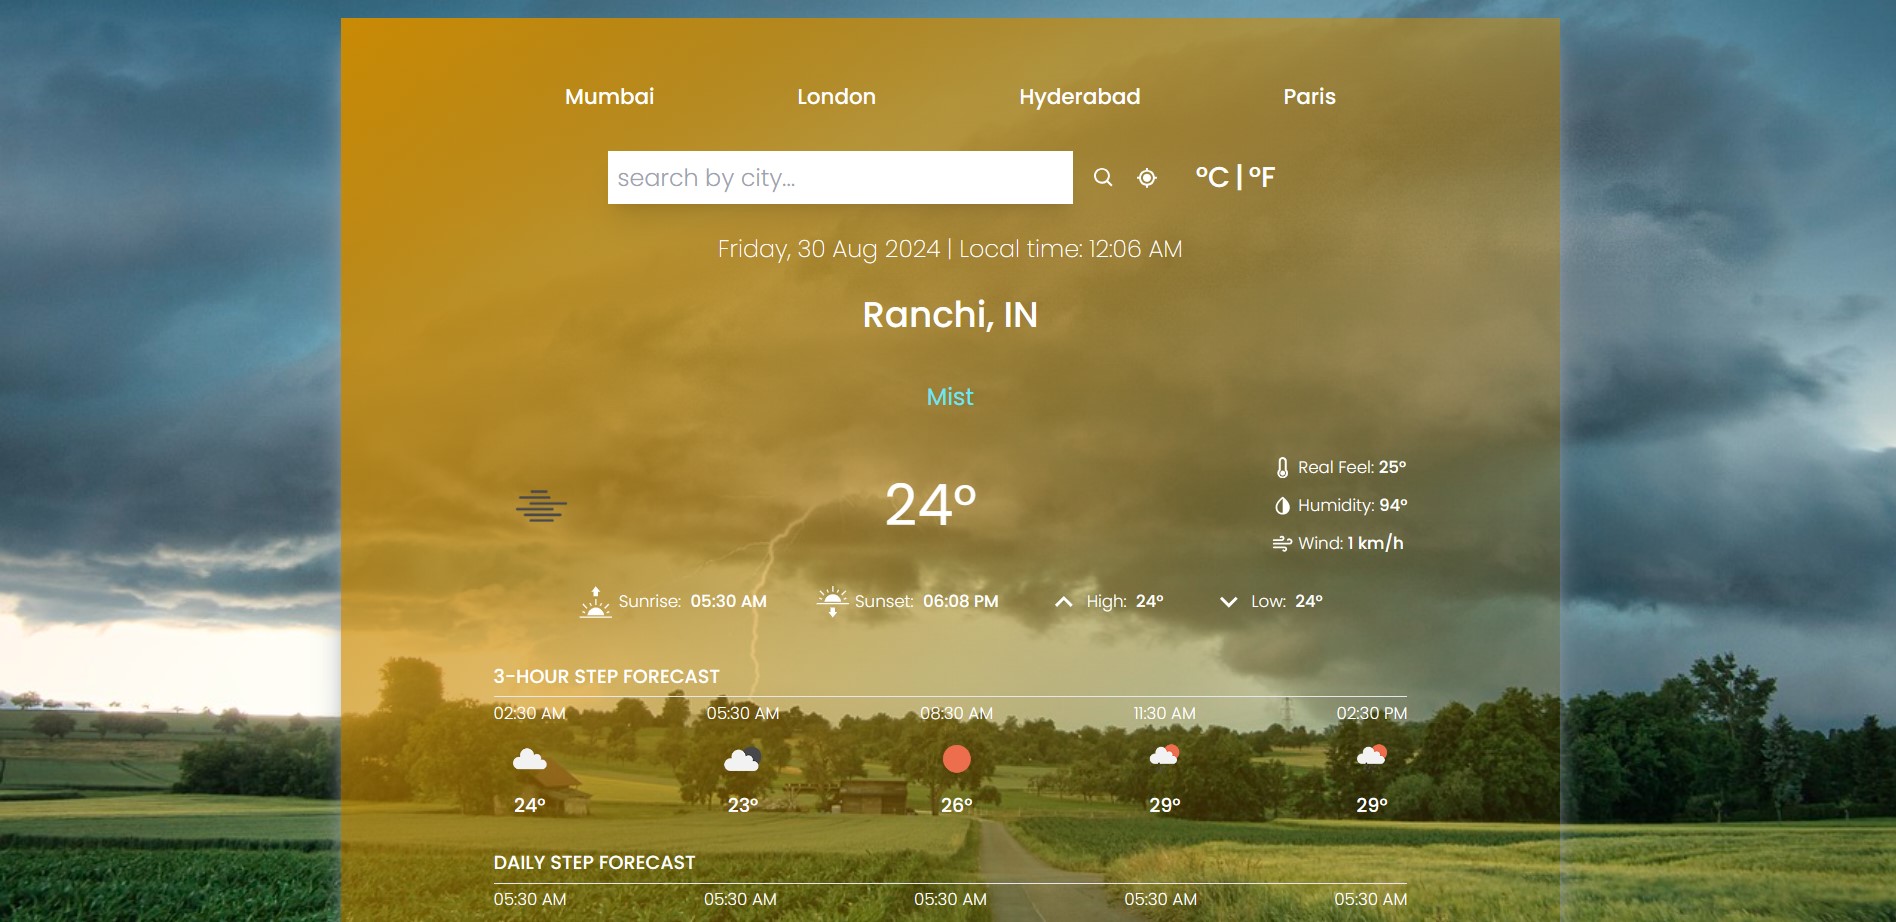 Mumbai London Hyderabad Paris
search by city...
°C | °F
Friday, 30 Aug 2024 | Local time: 12:06 AM
Ranchi, IN
Mist
24°
Real Feel: 25°
Humidity: 94°
Wind: 1 km/h
Sunrise: 05:30 AM Sunset: 06:08 PM High: 24° Low: 24°
3-HOUR STEP FORECAST
02:30 AM 05:30 AM 08:30 AM 11:30 AM 02:30 PM
24° 23° 26° 29° 29°
DAILY STEP FORECAST
05:30 AM 05:30 AM 05:30 AM 05:30 AM 05:30 AM